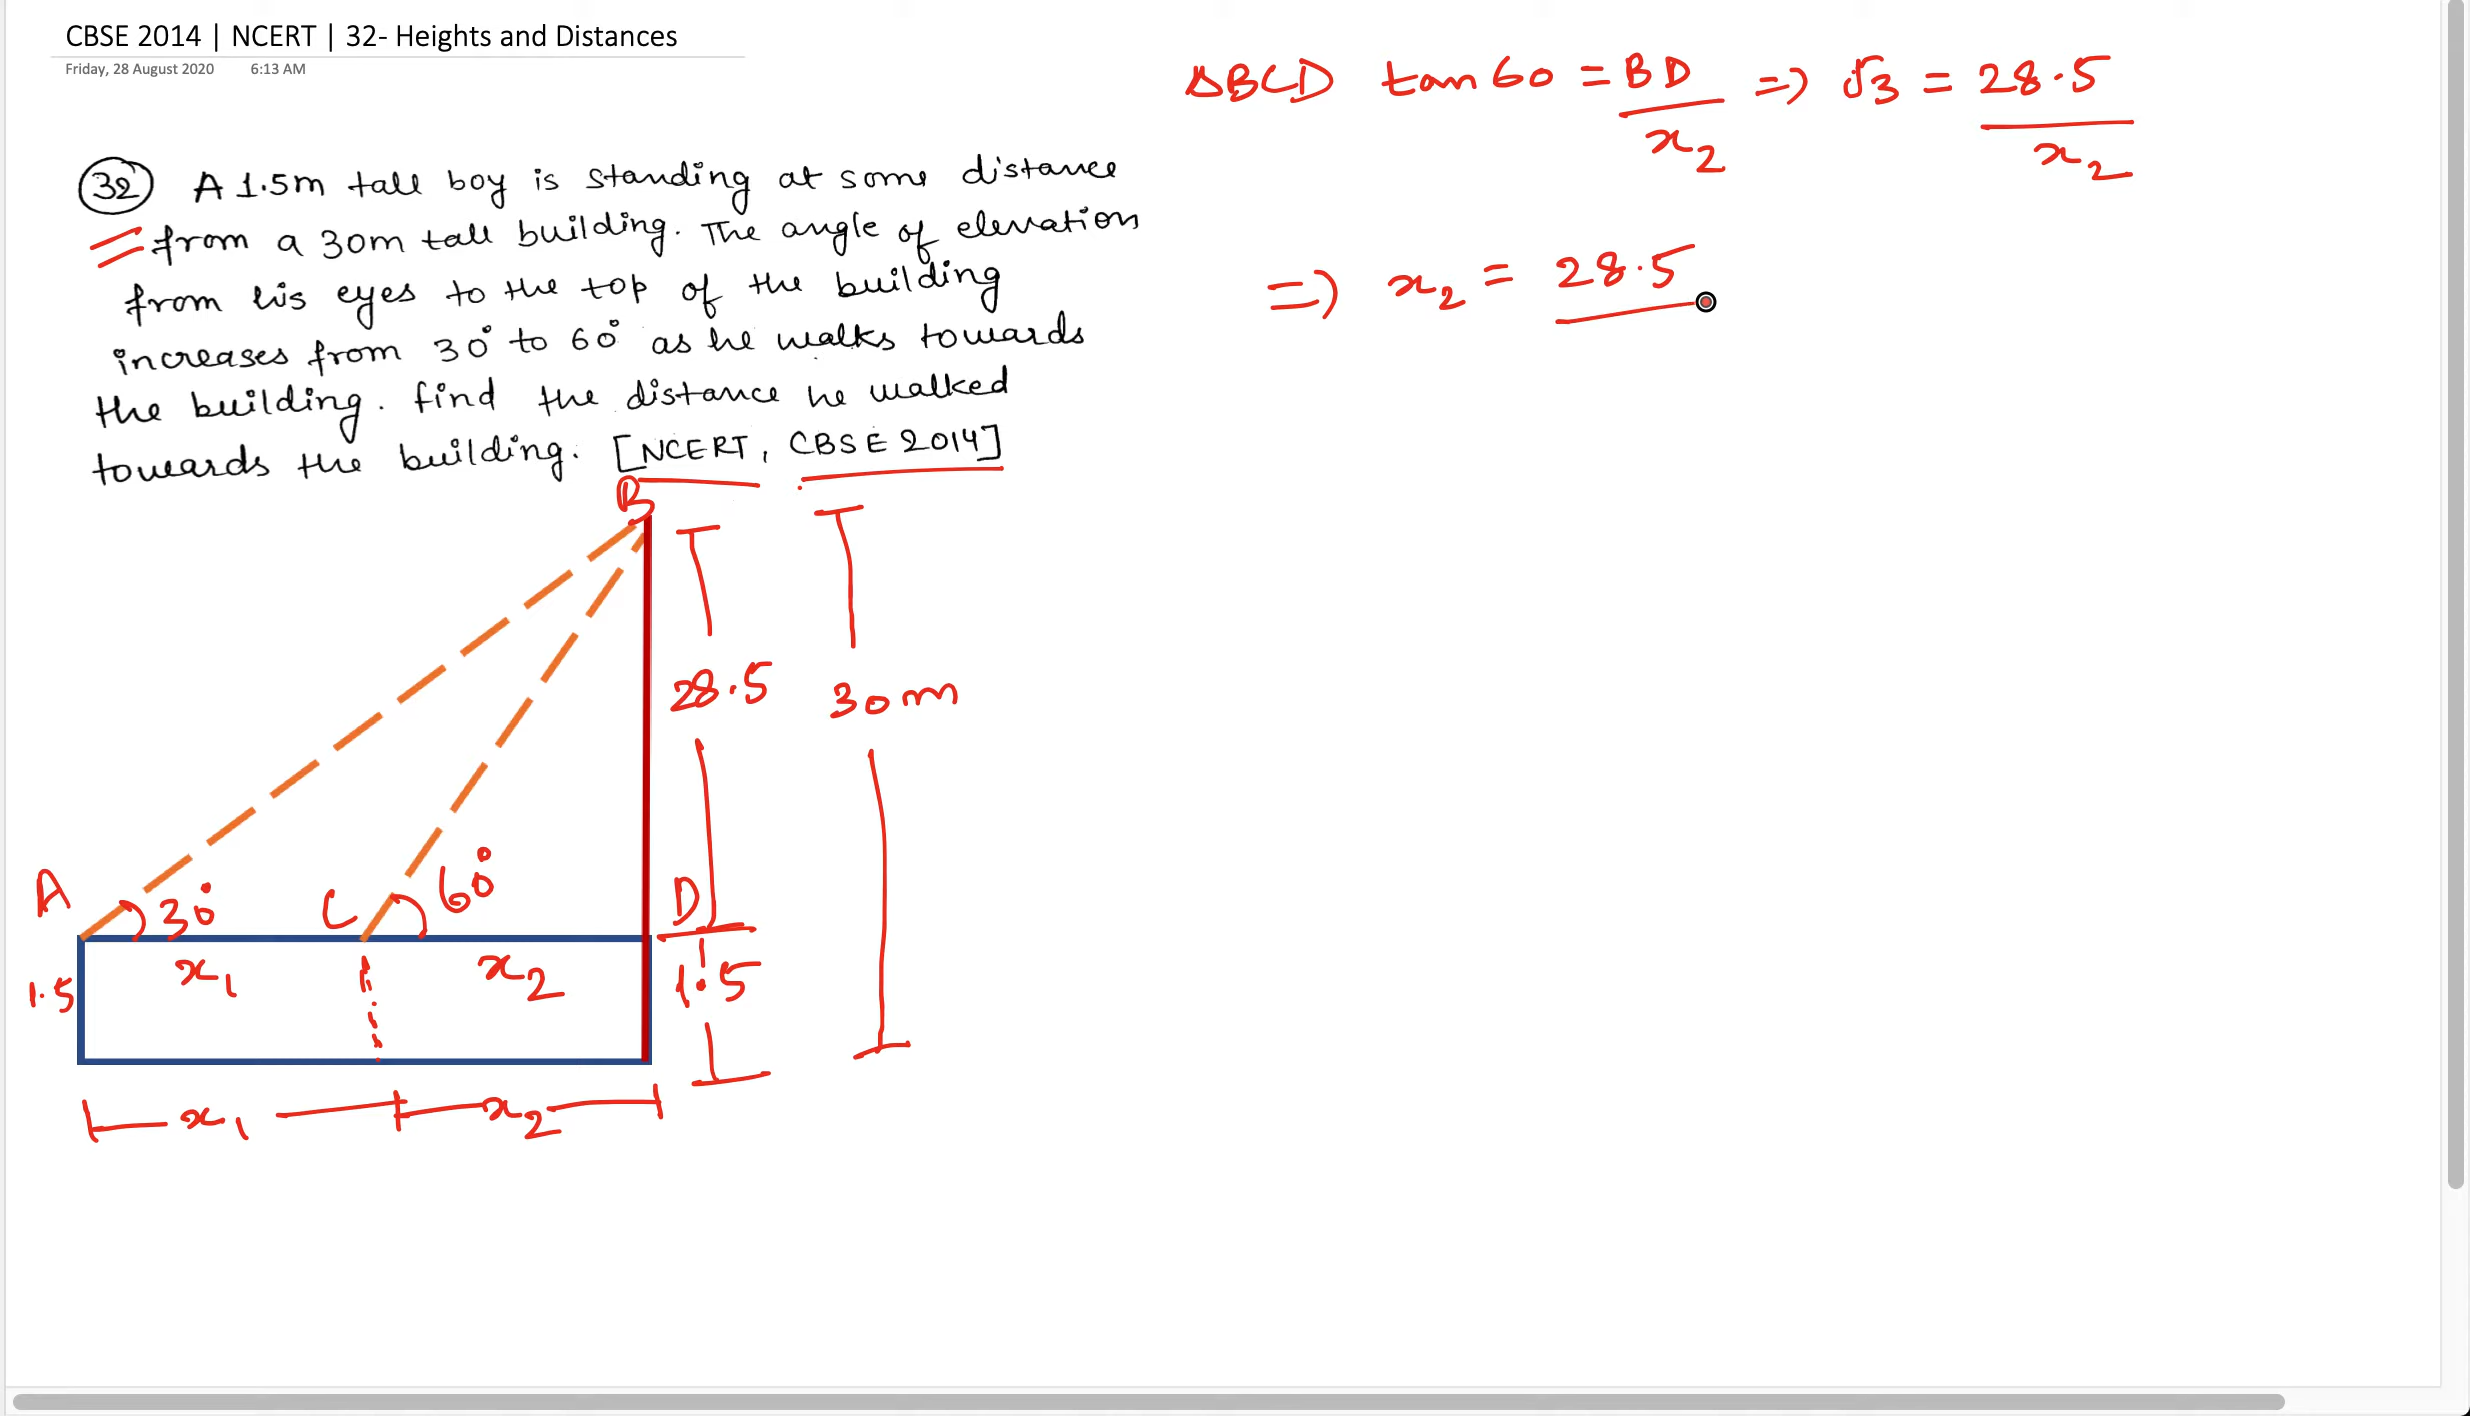 CBSE 2014 | NCERT | 32- Heights and Distances
Friday, 28 August 2020 6:13 AM
32 A 1.5m tall boy is standing at some distance
from a 30m tall building. The angle of elevation
from his eyes to the top of the building
increases from 30° to 60° as he walks towards
the building. find the distance he walked
towards the building. [NCERT, CBSE 2014]
ΔBCD tan 60 = BD/x₂ => √3 = 28.5/x₂
=> x₂ = 28.5
B
28.5
30m
A
30°
C
60°
D
1.5
x₁
x₂
1.5
x₁
x₂